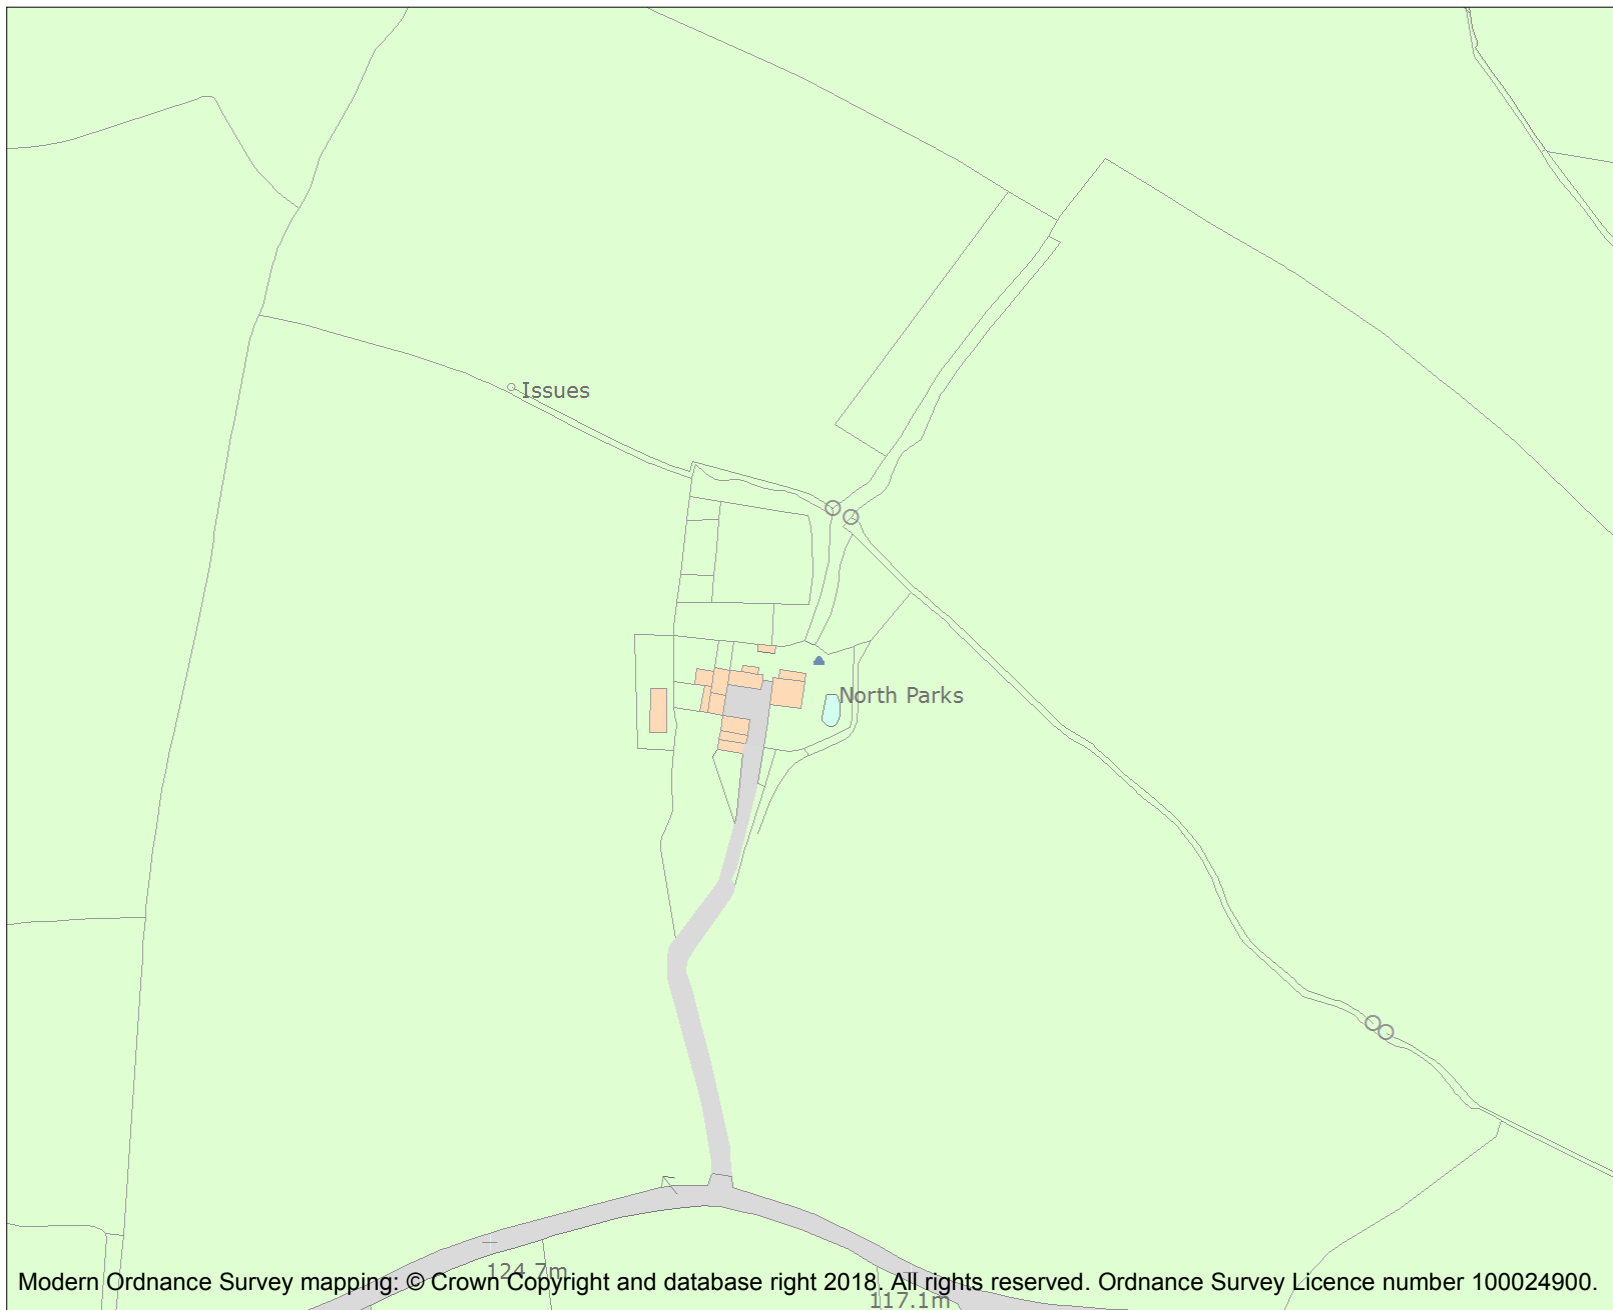 Issues
North Parks
124.7m
Modern Ordnance Survey mapping: © Crown Copyright and database right 2018. All rights reserved. Ordnance Survey Licence number 100024900.
117.1m